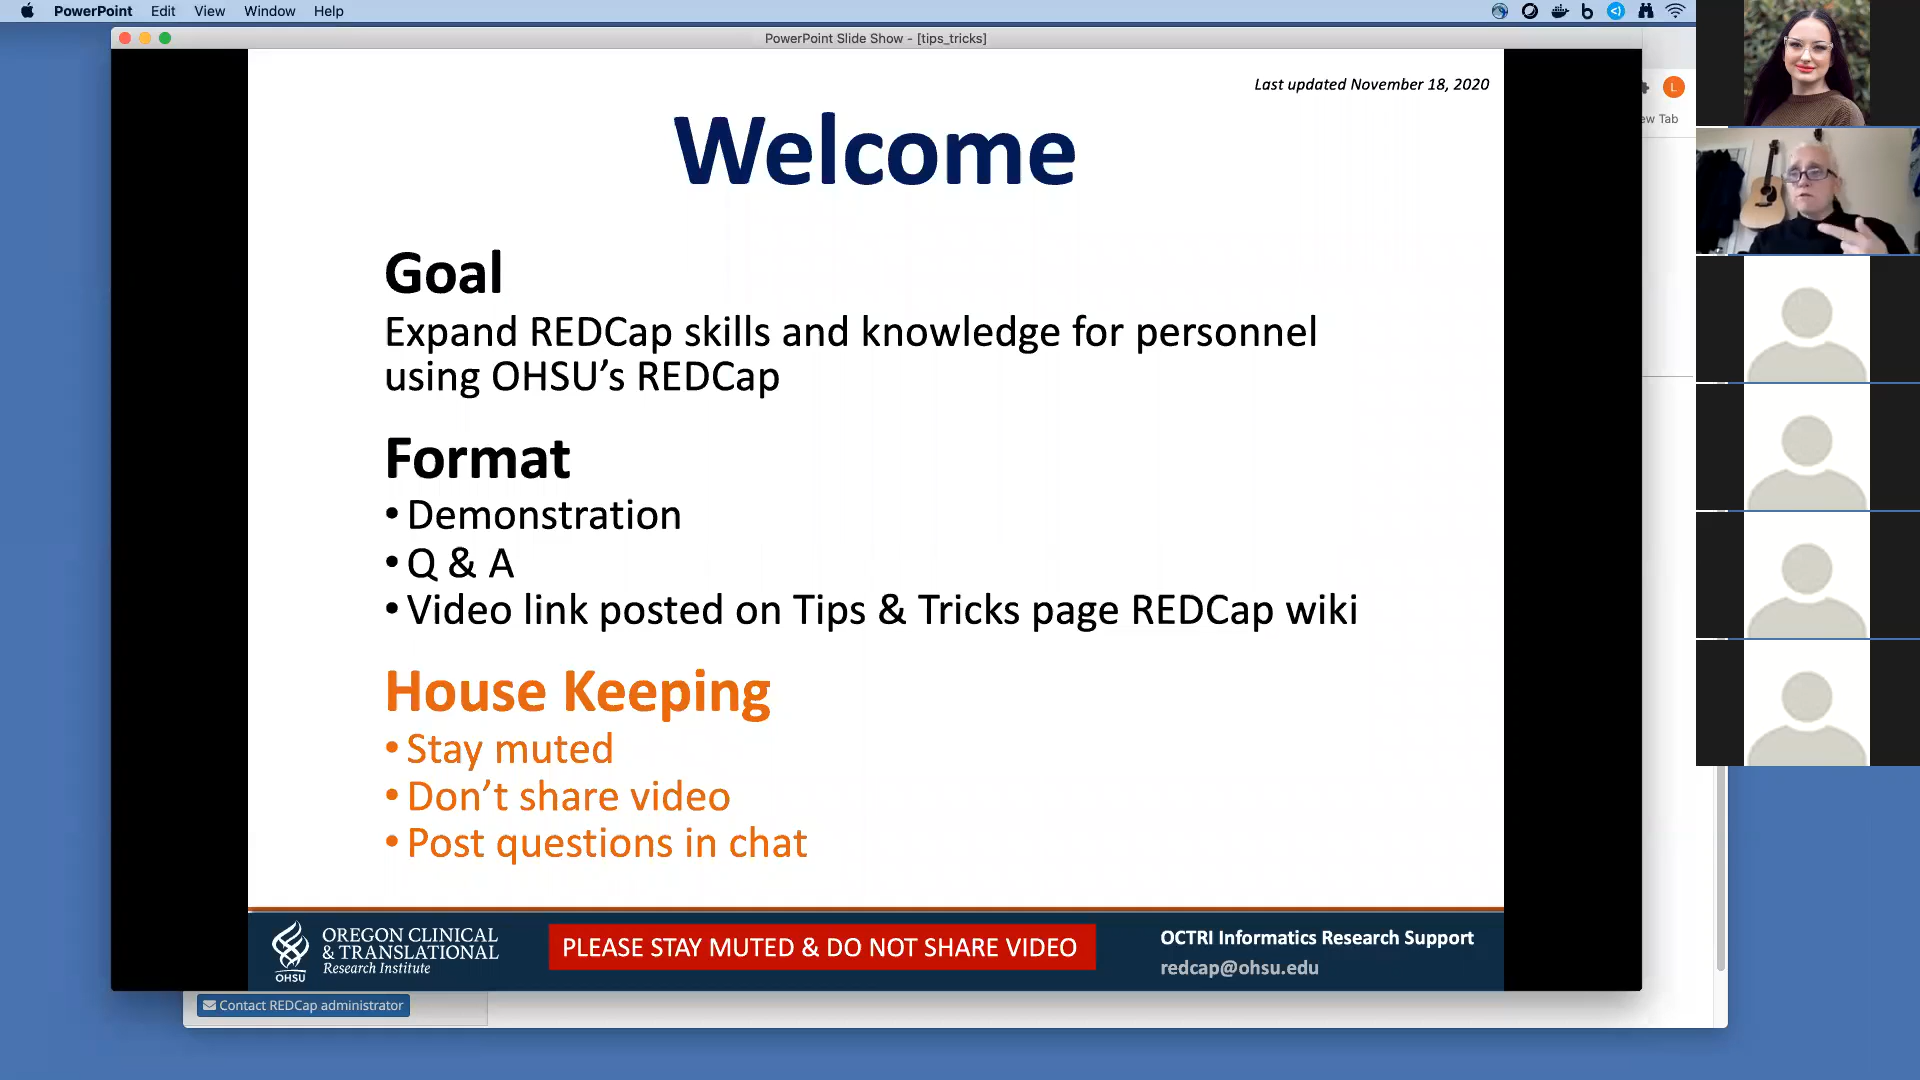 PowerPoint Edit View Window Help
PowerPoint Slide Show - [tips_tricks]
Last updated November 18, 2020
L
ew Tab
Welcome
Goal
Expand REDCap skills and knowledge for personnel
using OHSU’s REDCap
Format
• Demonstration
• Q & A
• Video link posted on Tips & Tricks page REDCap wiki
House Keeping
• Stay muted
• Don’t share video
• Post questions in chat
OREGON CLINICAL
& TRANSLATIONAL
Research Institute
OHSU
PLEASE STAY MUTED & DO NOT SHARE VIDEO
OCTRI Informatics Research Support
redcap@ohsu.edu
Contact REDCap administrator